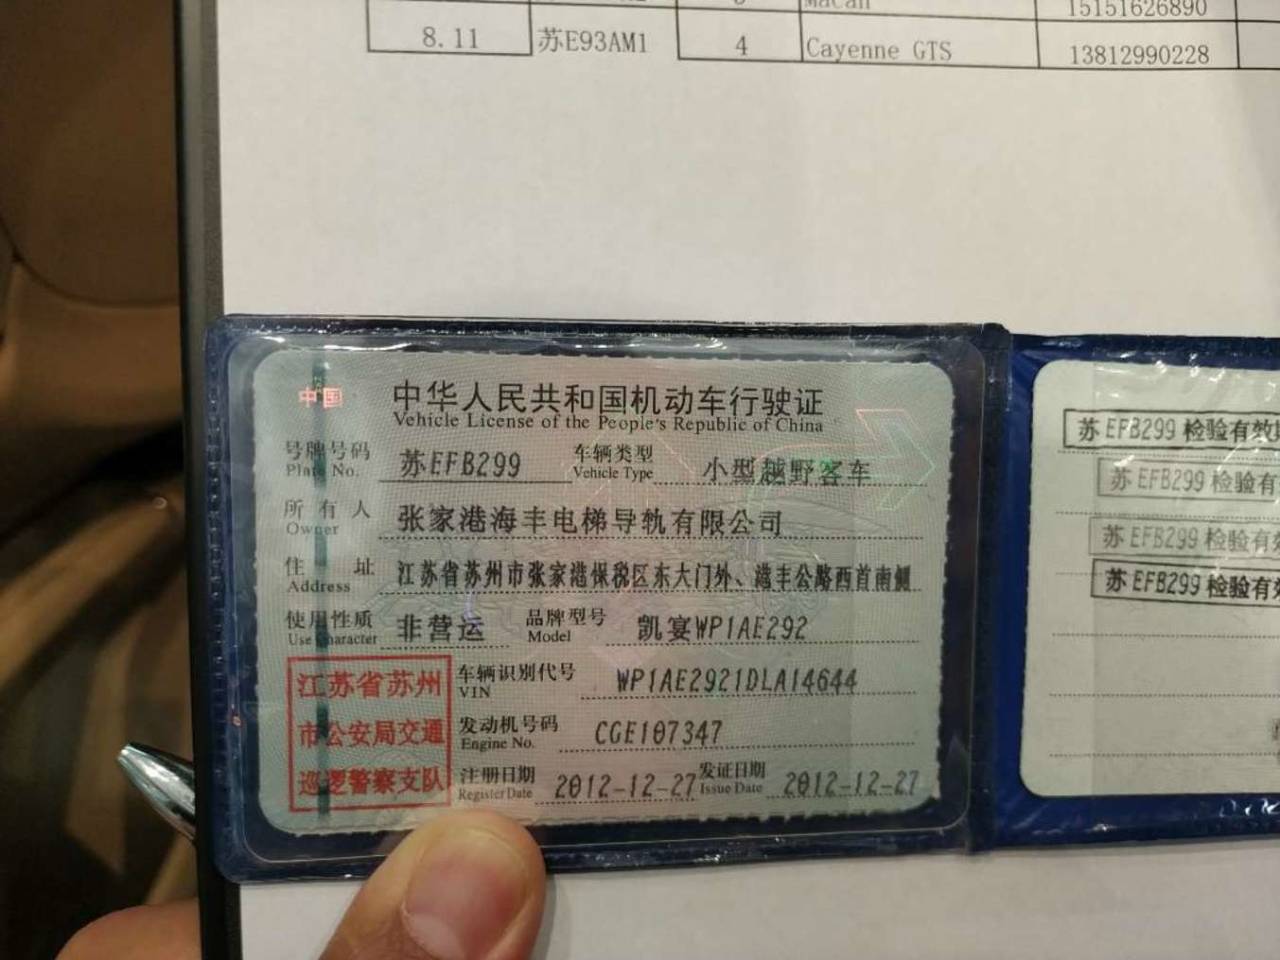 Macan 15151626890
8.11 苏E93AM1 4 Cayenne GTS 13812990228
中国
中华人民共和国机动车行驶证
Vehicle License of the People's Republic of China
号牌号码 苏EFB299 车辆类型 小型越野客车
Plate No. Vehicle Type
所有人 张家港海丰电梯导轨有限公司
Owner
住址 江苏省苏州市张家港保税区东大门外、港丰公路西首南侧
Address
使用性质 非营运 品牌型号 凯宴WP1AE292
Use Character Model
江苏省苏州
市公安局交通
巡逻警察支队
车辆识别代号 WP1AE2921DLA14644
VIN
发动机号码 CGE107347
Engine No.
注册日期 2012-12-27 发证日期 2012-12-27
Register Date Issue Date
苏EFB299检验有效
苏EFB299检验有
苏EFB299检验有
苏EFB299检验有